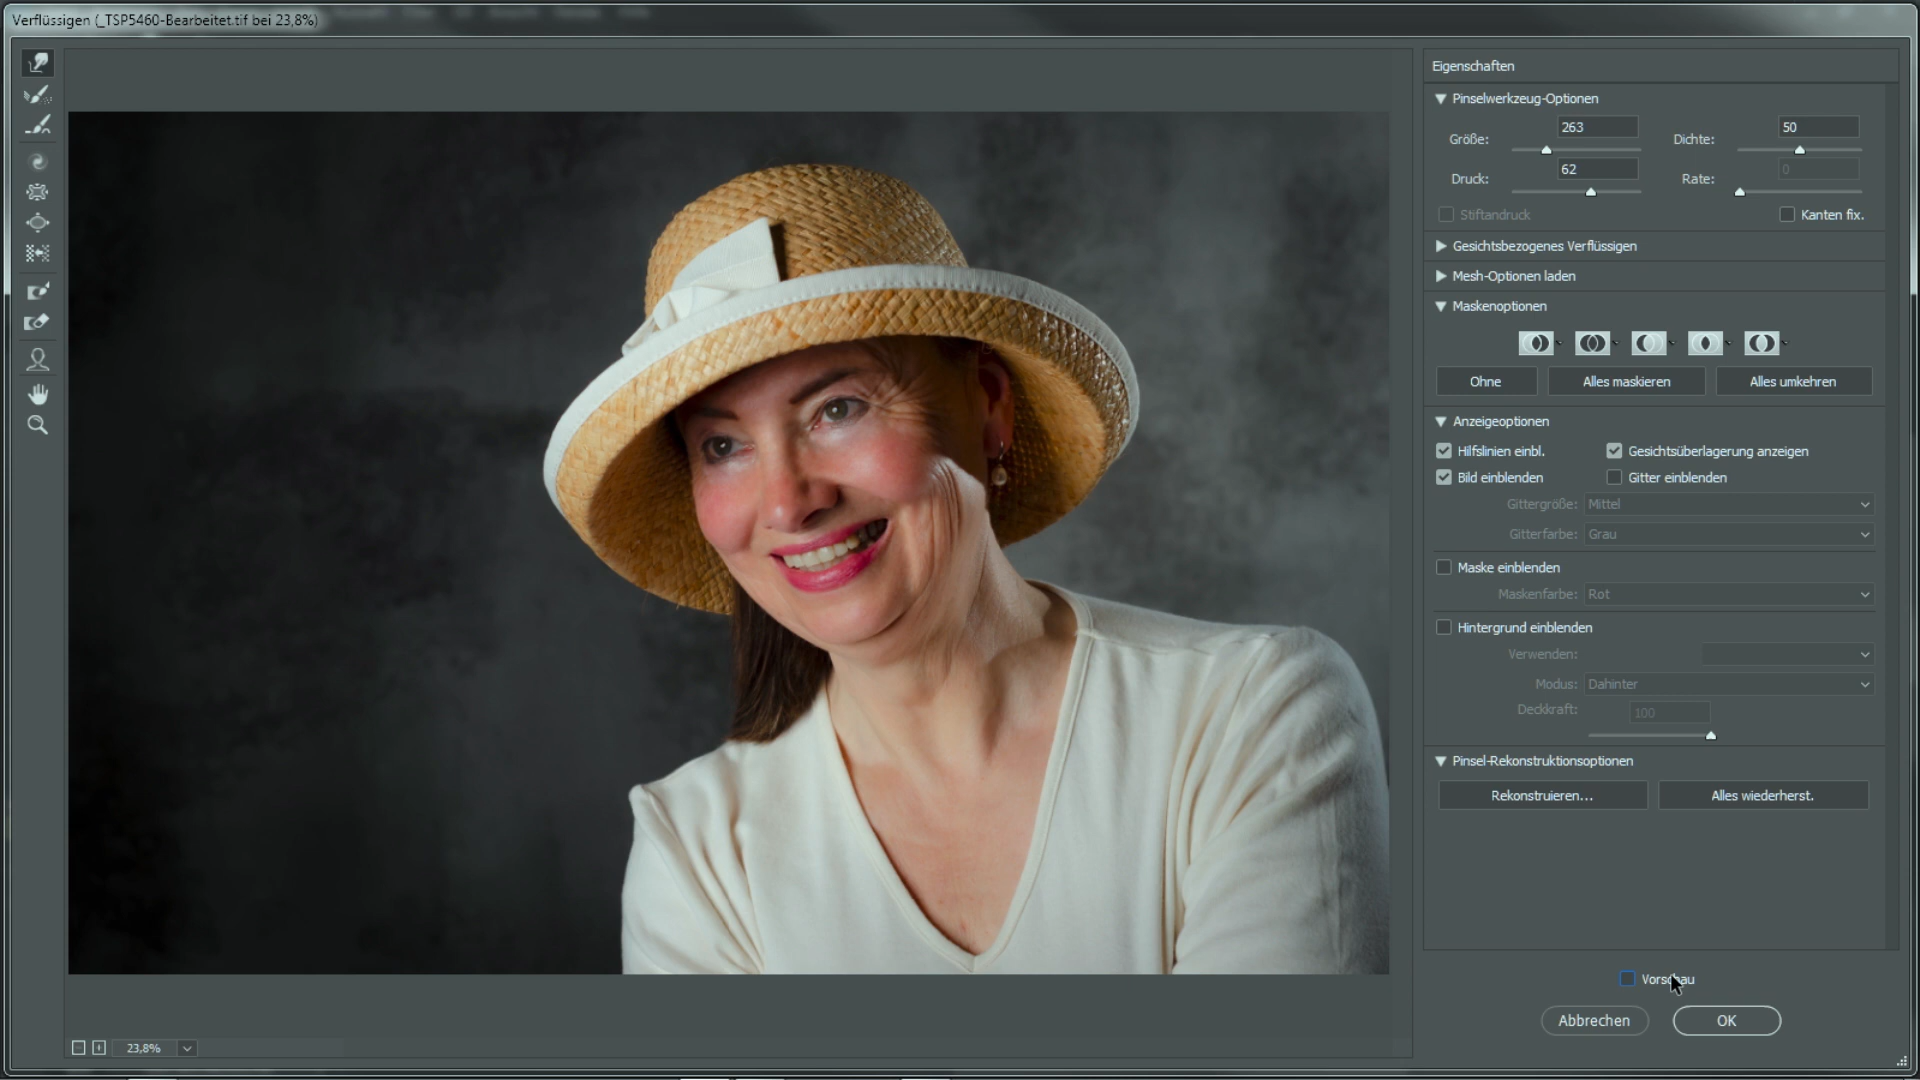 Verflüssigen (_TSP5460-Bearbeitet.tif bei 23,8%)
Eigenschaften
Pinselwerkzeug-Optionen
Größe: 263 Dichte: 50
Druck: 62 Rate: 0
Stiftandruck Kanten fix.
Gesichtsbezogenes Verflüssigen
Mesh-Optionen laden
Maskenoptionen
Ohne Alles maskieren Alles umkehren
Anzeigeoptionen
Hilfslinien einbl. Gesichtsüberlagerung anzeigen
Bild einblenden Gitter einblenden
Gittergröße: Mittel
Gitterfarbe: Grau
Maske einblenden
Maskenfarbe: Rot
Hintergrund einblenden
Verwenden:
Modus: Dahinter
Deckkraft: 100
Pinsel-Rekonstruktionsoptionen
Rekonstruieren... Alles wiederherst.
Vorschau
Abbrechen OK
23,8%